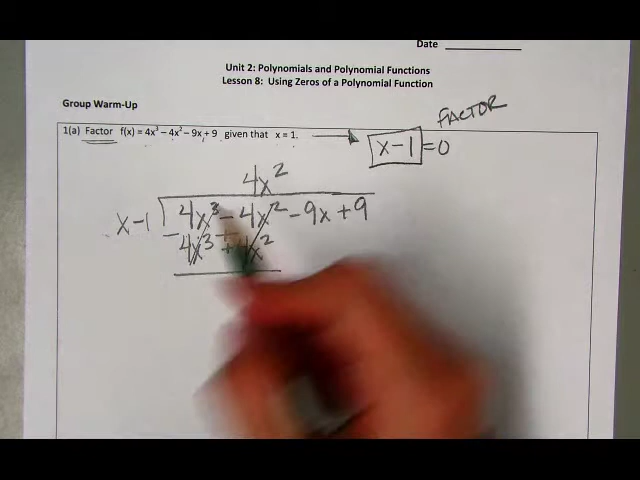 Date
Unit 2: Polynomials and Polynomial Functions
Lesson 8: Using Zeros of a Polynomial Function
Group Warm-Up
1(a) Factor f(x) = 4x³ – 4x² – 9x + 9 given that x = 1.
FACTOR
x-1 = 0
4x²
x-1 4x³ - 4x² - 9x + 9
-4x³ + 4x²